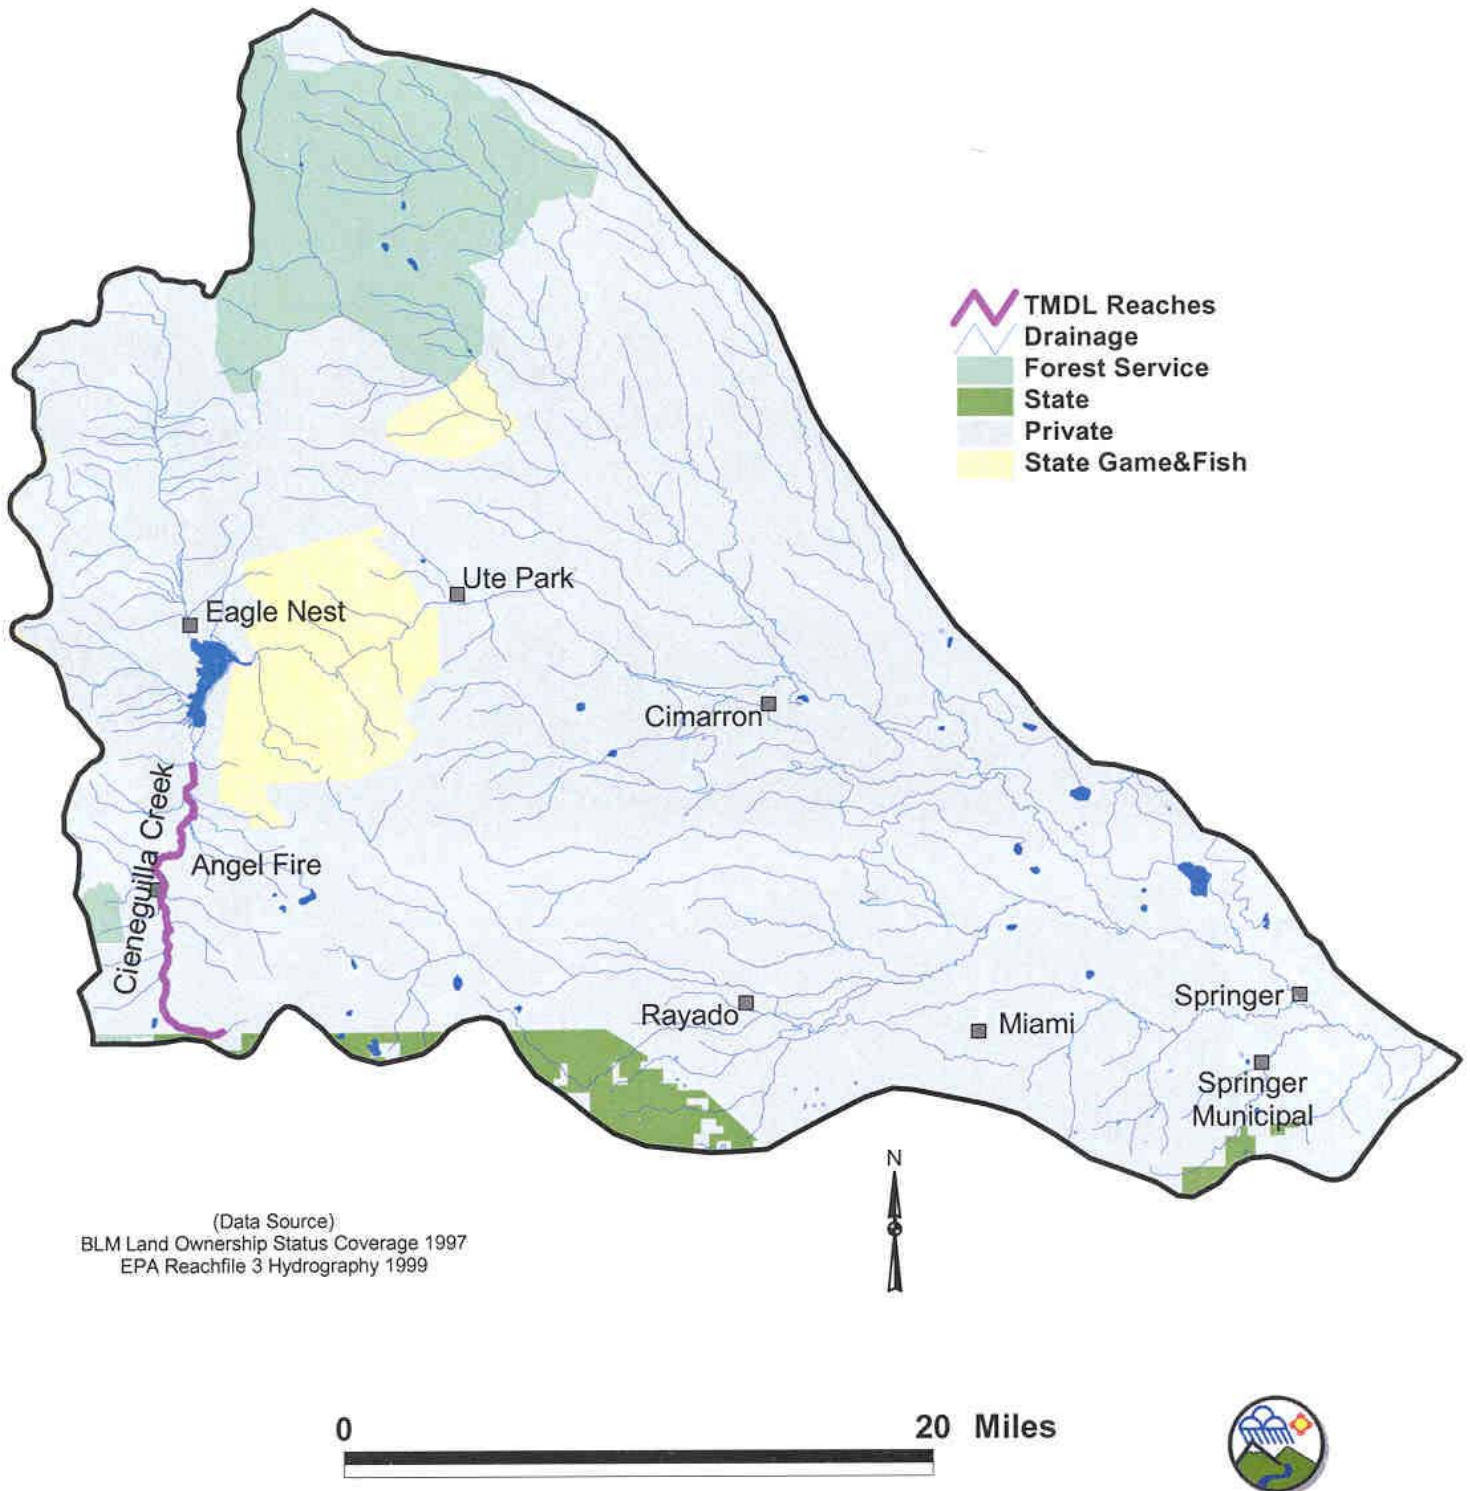 TMDL Reaches
Drainage
Forest Service
State
Private
State Game&Fish
Ute Park
Eagle Nest
Cimarron
Cieneguilla Creek
Angel Fire
Rayado
Miami
Springer
Springer
Municipal
N
(Data Source)
BLM Land Ownership Status Coverage 1997
EPA Reachfile 3 Hydrography 1999
0
20 Miles